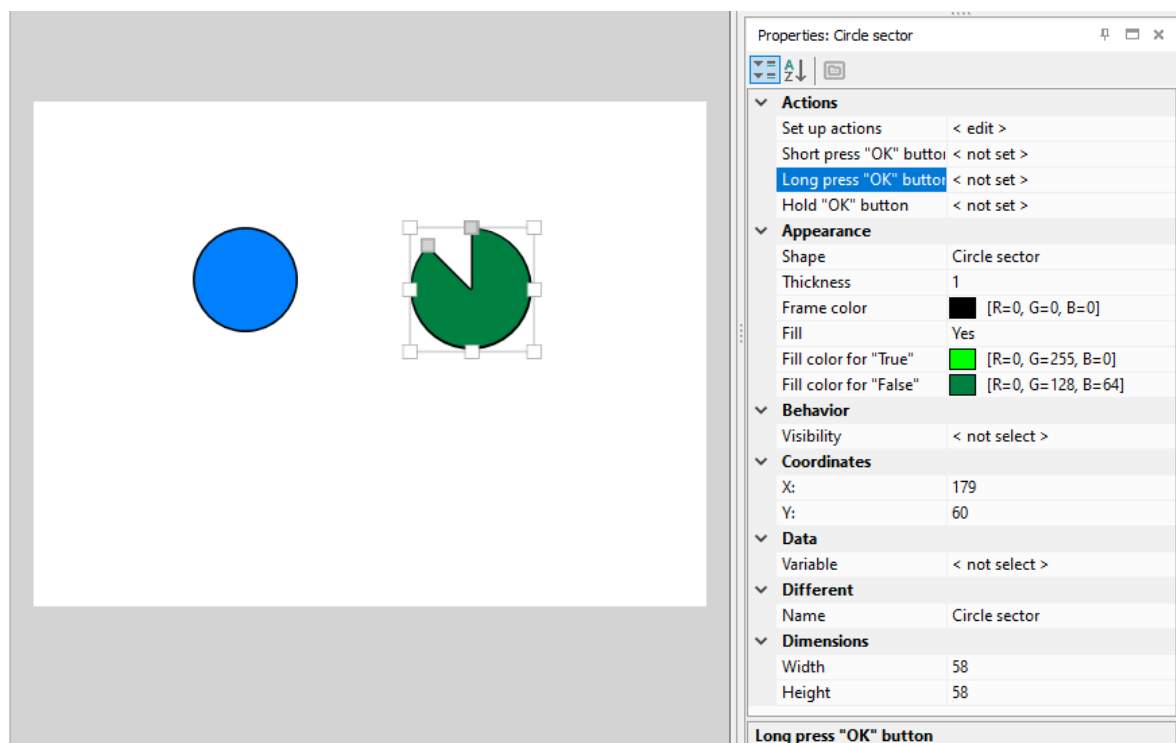 Properties: Circle sector
Actions
Set up actions < edit >
Short press "OK" buttoı < not set >
Long press "OK" buttoı < not set >
Hold "OK" button < not set >
Appearance
Shape Circle sector
Thickness 1
Frame color [R=0, G=0, B=0]
Fill Yes
Fill color for "True" [R=0, G=255, B=0]
Fill color for "False" [R=0, G=128, B=64]
Behavior
Visibility < not select >
Coordinates
X: 179
Y: 60
Data
Variable < not select >
Different
Name Circle sector
Dimensions
Width 58
Height 58
Long press "OK" button